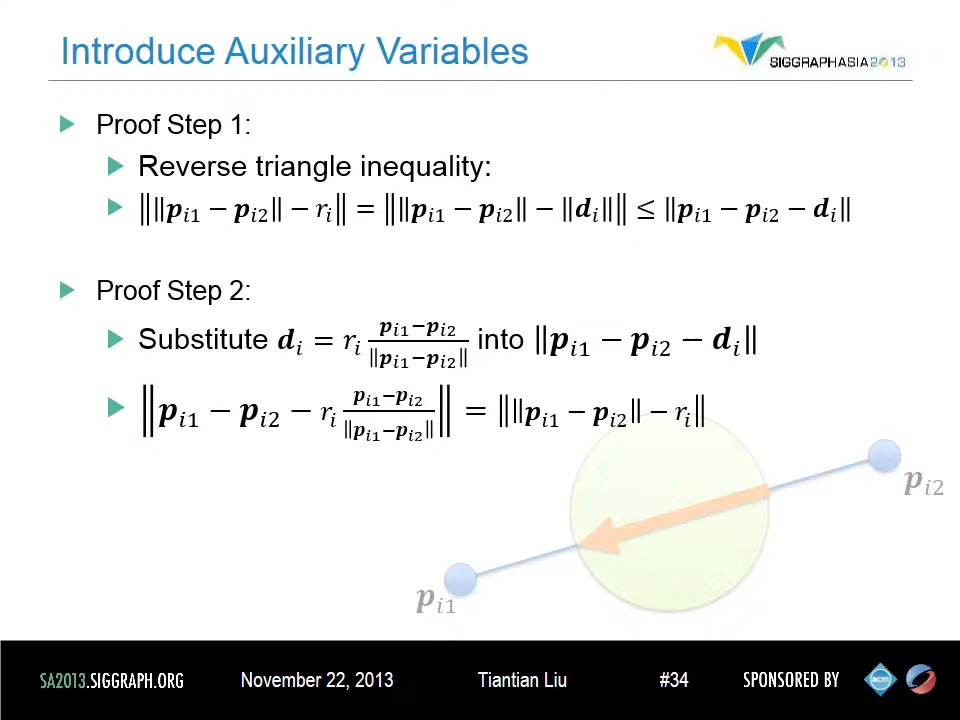 Introduce Auxiliary Variables
SIGGRAPHASIA2013
Proof Step 1:
Reverse triangle inequality:
‖‖𝒑ᵢ₁ − 𝒑ᵢ₂‖ − rᵢ‖ = ‖‖𝒑ᵢ₁ − 𝒑ᵢ₂‖ − ‖𝒅ᵢ‖‖ ≤ ‖𝒑ᵢ₁ − 𝒑ᵢ₂ − 𝒅ᵢ‖
Proof Step 2:
Substitute 𝒅ᵢ = rᵢ (𝒑ᵢ₁−𝒑ᵢ₂)/‖𝒑ᵢ₁−𝒑ᵢ₂‖ into ‖𝒑ᵢ₁ − 𝒑ᵢ₂ − 𝒅ᵢ‖
‖𝒑ᵢ₁ − 𝒑ᵢ₂ − rᵢ (𝒑ᵢ₁−𝒑ᵢ₂)/‖𝒑ᵢ₁−𝒑ᵢ₂‖‖ = ‖‖𝒑ᵢ₁ − 𝒑ᵢ₂‖ − rᵢ‖
𝒑ᵢ₂
𝒑ᵢ₁
SA2013.SIGGRAPH.ORG November 22, 2013 Tiantian Liu #34 SPONSORED BY acm